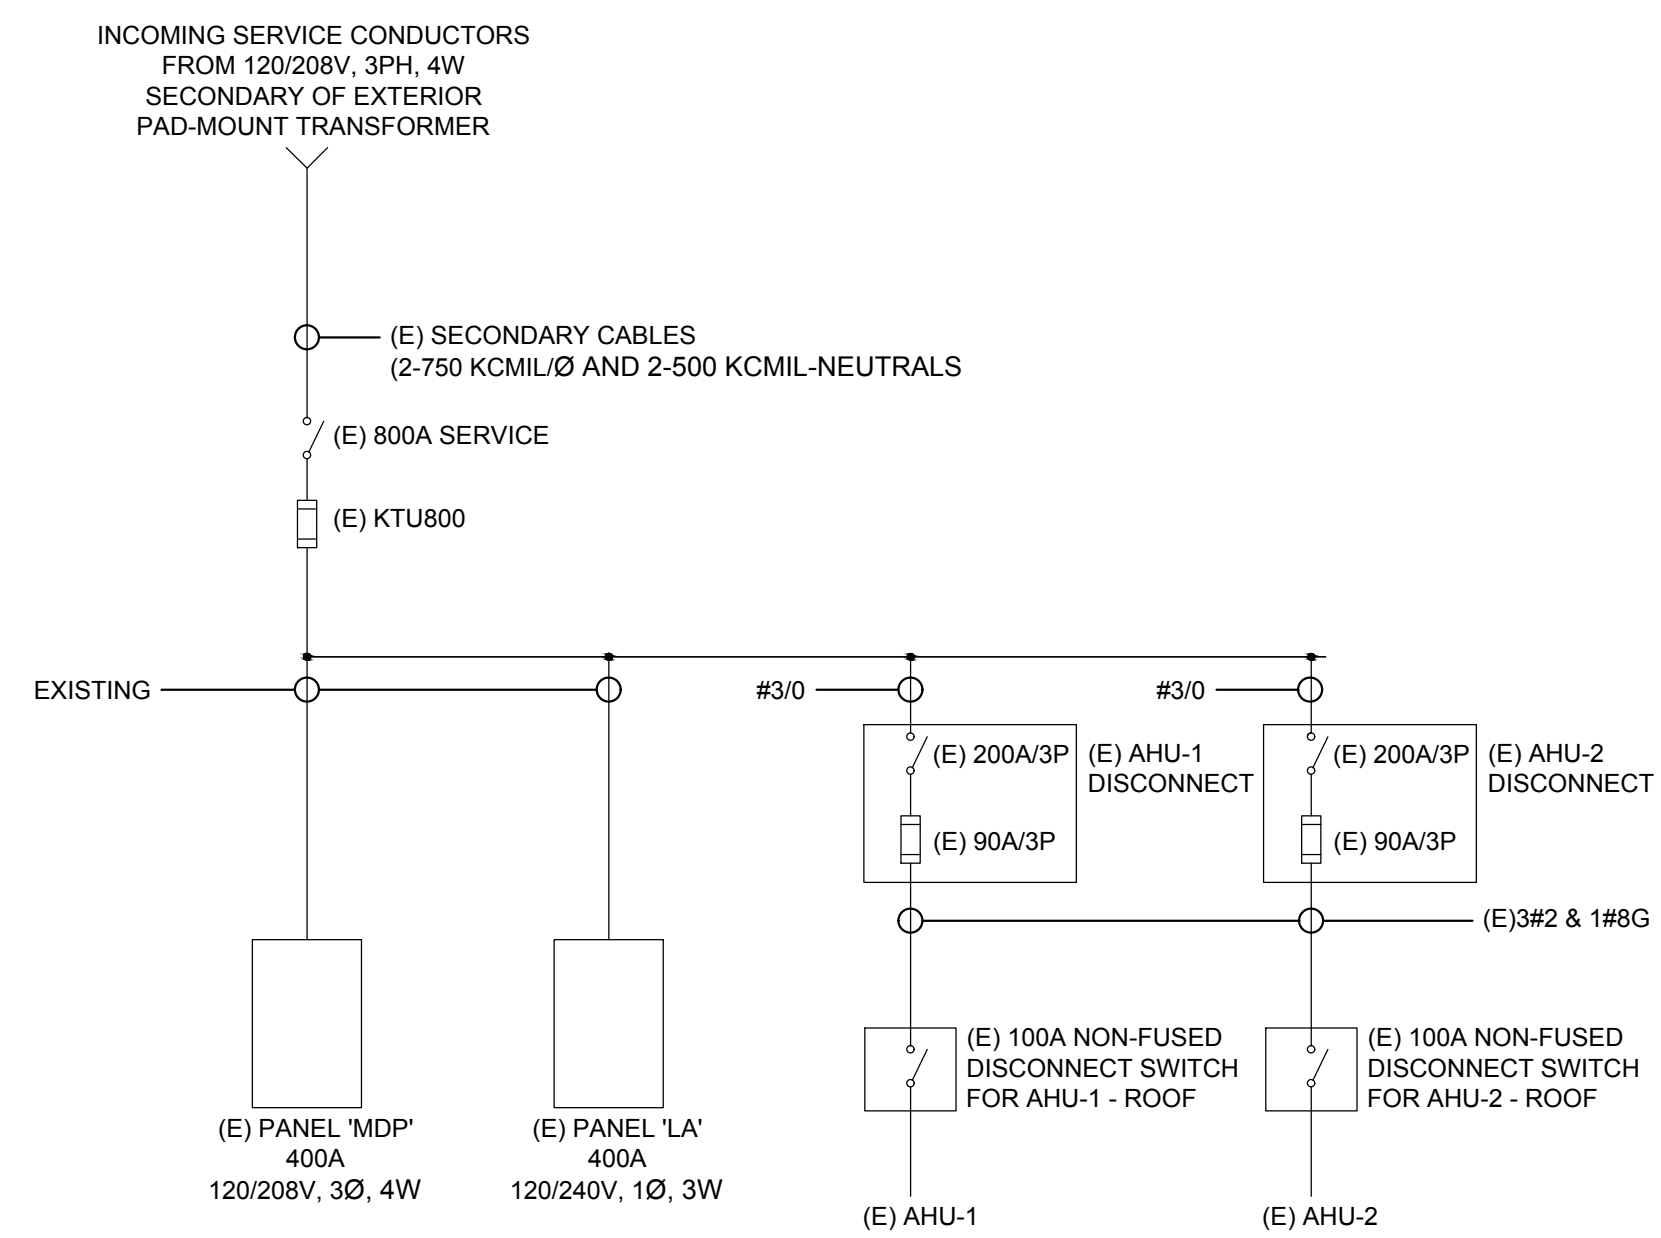 INCOMING SERVICE CONDUCTORS
FROM 120/208V, 3PH, 4W
SECONDARY OF EXTERIOR
PAD-MOUNT TRANSFORMER
(E) SECONDARY CABLES
(2-750 KCMIL/Ø AND 2-500 KCMIL-NEUTRALS
(E) 800A SERVICE
(E) KTU800
EXISTING
#3/0
#3/0
(E) 200A/3P
(E) AHU-1
DISCONNECT
(E) 90A/3P
(E) 200A/3P
(E) AHU-2
DISCONNECT
(E) 90A/3P
(E)3#2 & 1#8G
(E) PANEL 'MDP'
400A
120/208V, 3Ø, 4W
(E) PANEL 'LA'
400A
120/240V, 1Ø, 3W
(E) 100A NON-FUSED
DISCONNECT SWITCH
FOR AHU-1 - ROOF
(E) 100A NON-FUSED
DISCONNECT SWITCH
FOR AHU-2 - ROOF
(E) AHU-1
(E) AHU-2